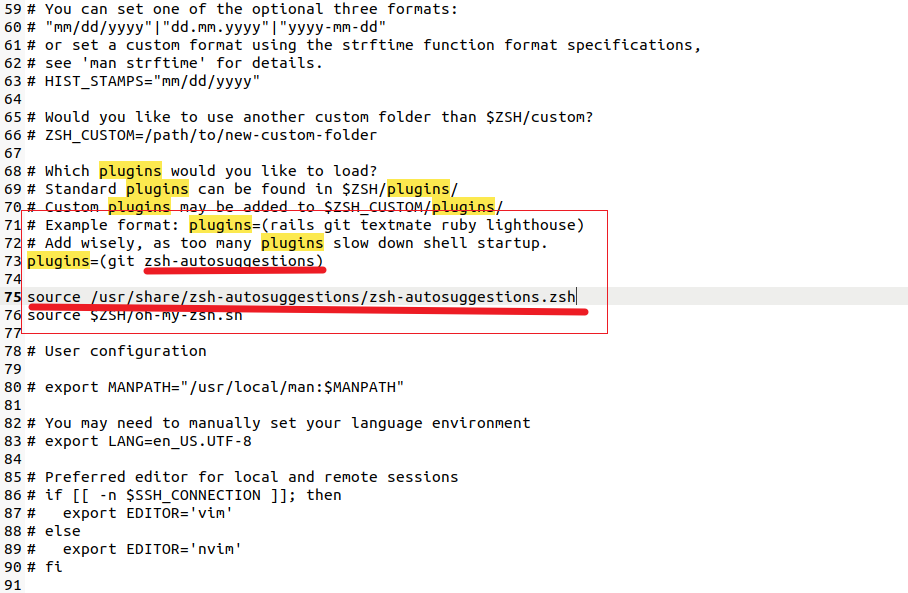 59 # You can set one of the optional three formats:
60 # "mm/dd/yyyy"|"dd.mm.yyyy"|"yyyy-mm-dd"
61 # or set a custom format using the strftime function format specifications,
62 # see 'man strftime' for details.
63 # HIST_STAMPS="mm/dd/yyyy"
64
65 # Would you like to use another custom folder than $ZSH/custom?
66 # ZSH_CUSTOM=/path/to/new-custom-folder
67
68 # Which plugins would you like to load?
69 # Standard plugins can be found in $ZSH/plugins/
70 # Custom plugins may be added to $ZSH_CUSTOM/plugins/
71 # Example format: plugins=(rails git textmate ruby lighthouse)
72 # Add wisely, as too many plugins slow down shell startup.
73 plugins=(git zsh-autosuggestions)
74
75 source /usr/share/zsh-autosuggestions/zsh-autosuggestions.zsh
76 source $ZSH/oh-my-zsh.sh
77
78 # User configuration
79
80 # export MANPATH="/usr/local/man:$MANPATH"
81
82 # You may need to manually set your language environment
83 # export LANG=en_US.UTF-8
84
85 # Preferred editor for local and remote sessions
86 # if [[ -n $SSH_CONNECTION ]]; then
87 #   export EDITOR='vim'
88 # else
89 #   export EDITOR='nvim'
90 # fi
91